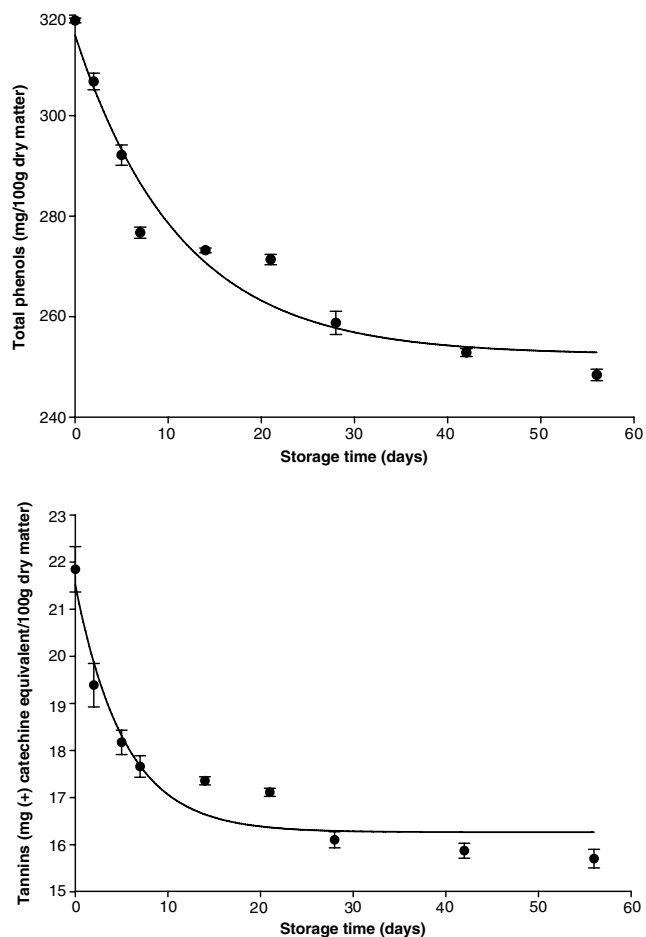 Total phenols (mg/100g dry matter)
320
300
280
260
240
0 10 20 30 40 50 60
Storage time (days)
Tannins (mg (+) catechine equivalent/100g dry matter)
23
22
21
20
19
18
17
16
15
0 10 20 30 40 50 60
Storage time (days)